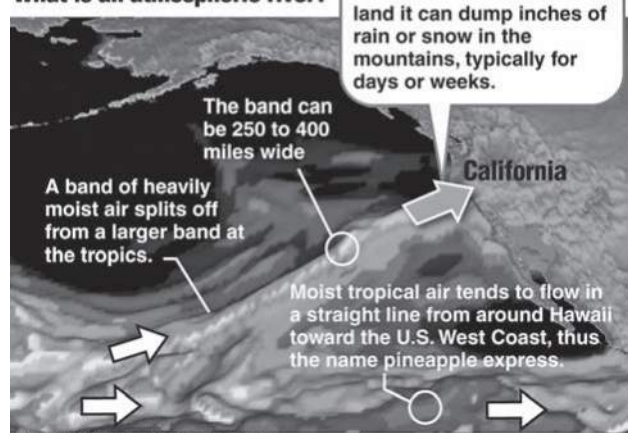 What is an atmospheric river?
land it can dump inches of
rain or snow in the
mountains, typically for
days or weeks.
The band can
be 250 to 400
miles wide
California
A band of heavily
moist air splits off
from a larger band at
the tropics.
Moist tropical air tends to flow in
a straight line from around Hawaii
toward the U.S. West Coast, thus
the name pineapple express.